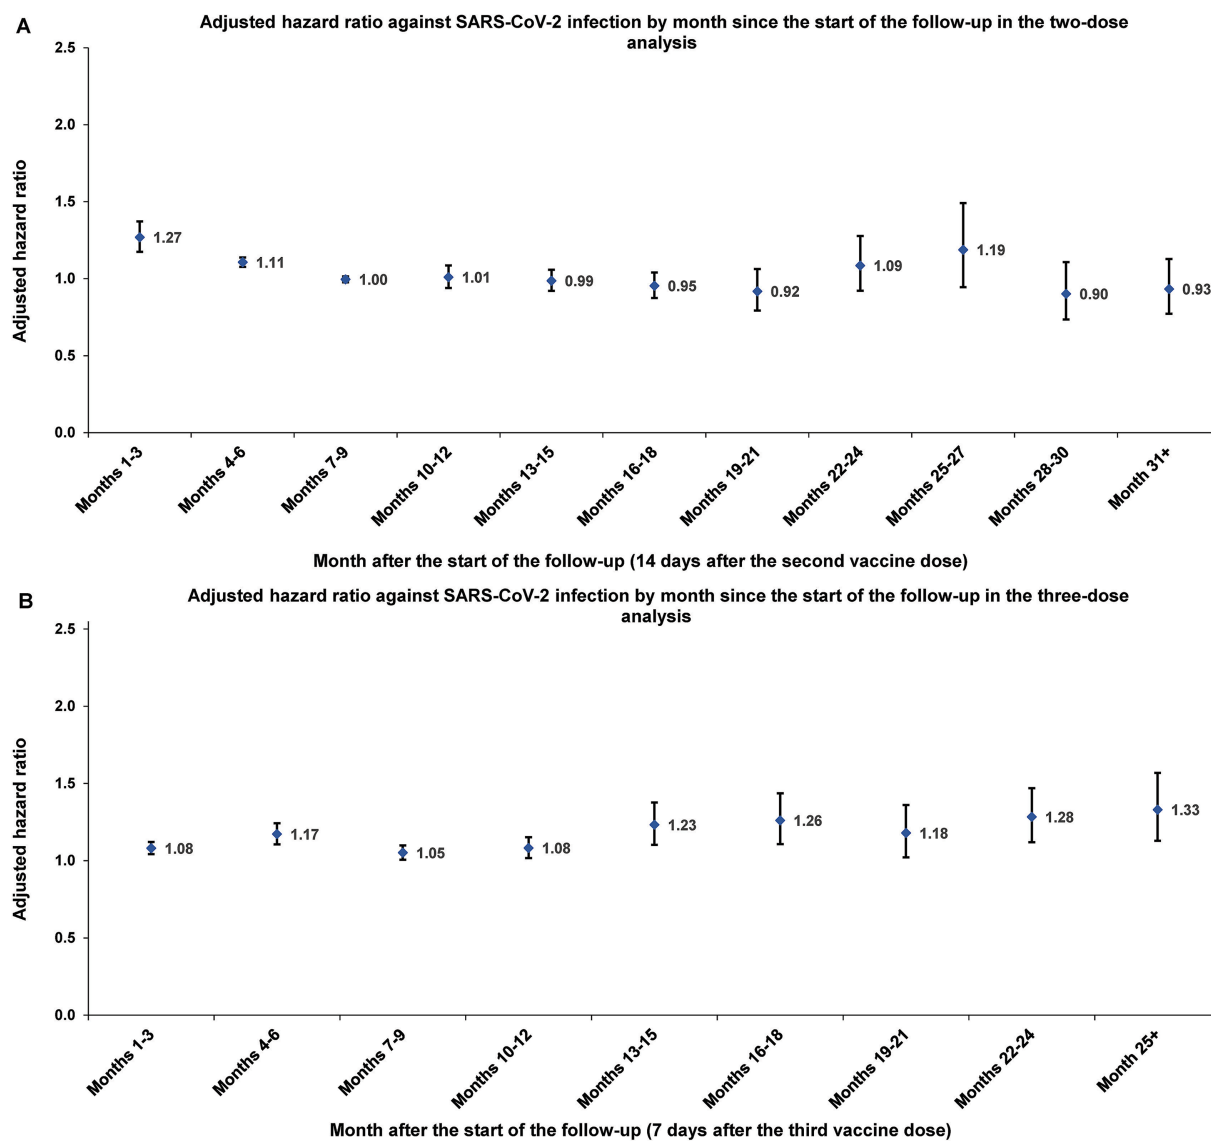 A
Adjusted hazard ratio against SARS-CoV-2 infection by month since the start of the follow-up in the two-dose
analysis
2.5
2.0
1.5
1.0
0.5
0.0
Adjusted hazard ratio
1.27
1.11
1.00
1.01
0.99
0.95
0.92
1.09
1.19
0.90
0.93
Months 1-3
Months 4-6
Months 7-9
Months 10-12
Months 13-15
Months 16-18
Months 19-21
Months 22-24
Months 25-27
Months 28-30
Month 31+
Month after the start of the follow-up (14 days after the second vaccine dose)
B
Adjusted hazard ratio against SARS-CoV-2 infection by month since the start of the follow-up in the three-dose
analysis
2.5
2.0
1.5
1.0
0.5
0.0
Adjusted hazard ratio
1.08
1.17
1.05
1.08
1.23
1.26
1.18
1.28
1.33
Months 1-3
Months 4-6
Months 7-9
Months 10-12
Months 13-15
Months 16-18
Months 19-21
Months 22-24
Month 25+
Month after the start of the follow-up (7 days after the third vaccine dose)